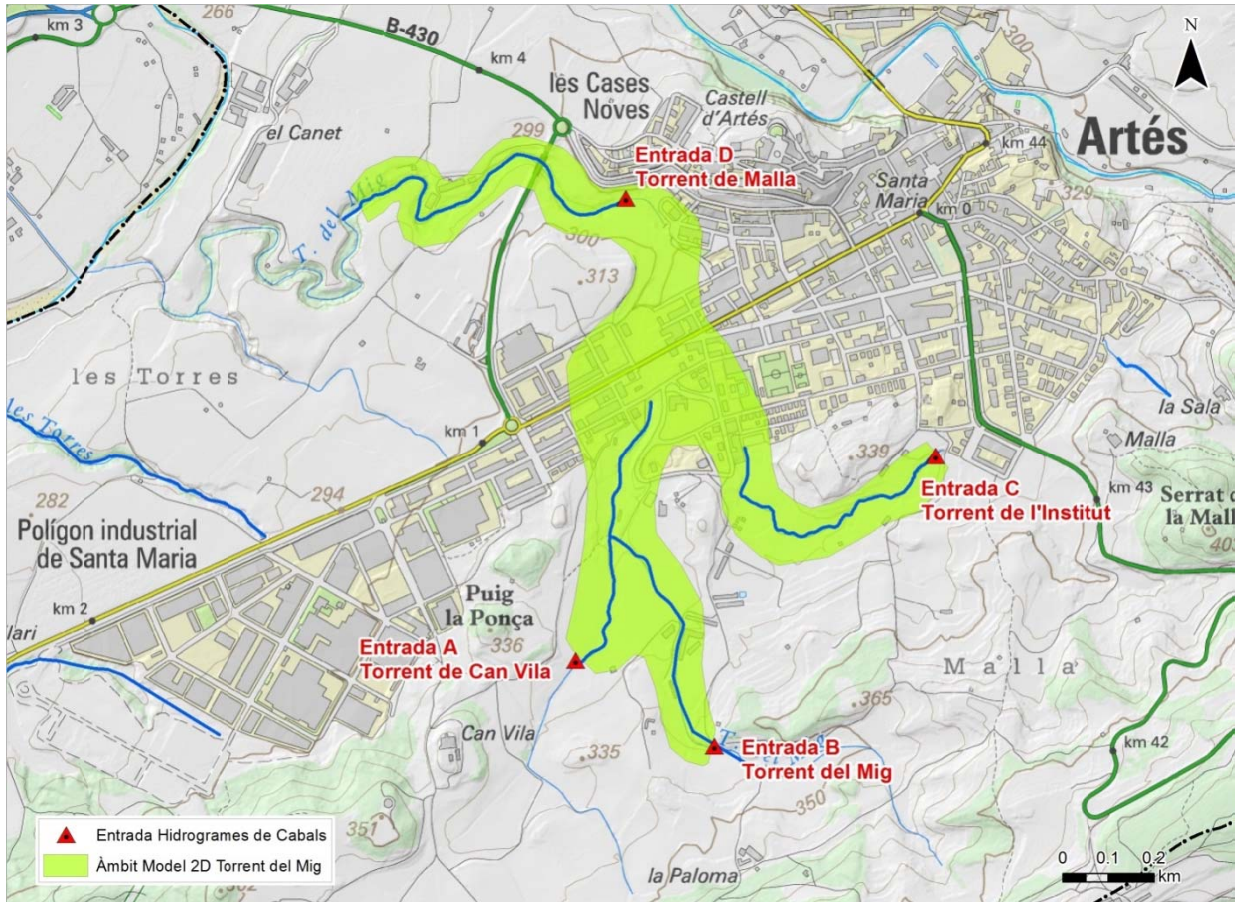 km 3
266
B-430
km 4
N
les Cases
Noves
Castell
d'Artés
Artés
el Canet
299
Entrada D
Torrent de Malla
km 44
Santa
Maria
329
km 0
T. del Mig
300
313
les Torres
la Sala
les Torres
km 1
339
Malla
282
294
Entrada C
Torrent de l'Institut
km 43
Serrat d
la Mall
403
Polígon industrial
de Santa Maria
km 2
Puig
la Ponça
336
Entrada A
Torrent de Can Vila
Malla
365
Can Vila
335
Entrada B
Torrent del Mig
km 42
350
351
Entrada Hidrogrames de Cabals
Àmbit Model 2D Torrent del Mig
la Paloma
0 0.1 0.2
km